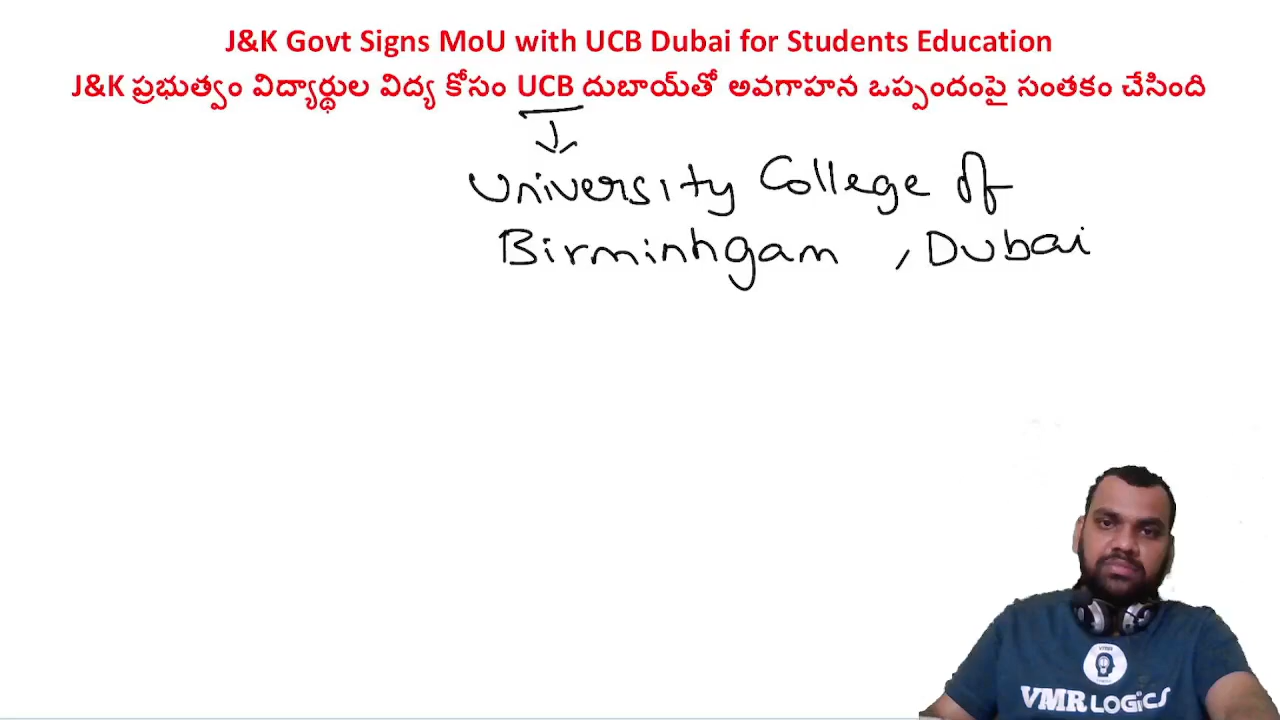 J&K Govt Signs MoU with UCB Dubai for Students Education
J&K ప్రభుత్వం విద్యార్థుల విద్య కోసం UCB దుబాయ్‌తో అవగాహన ఒప్పందంపై సంతకం చేసింది
University College of
Birminhgam , Dubai
VMR LOGICS